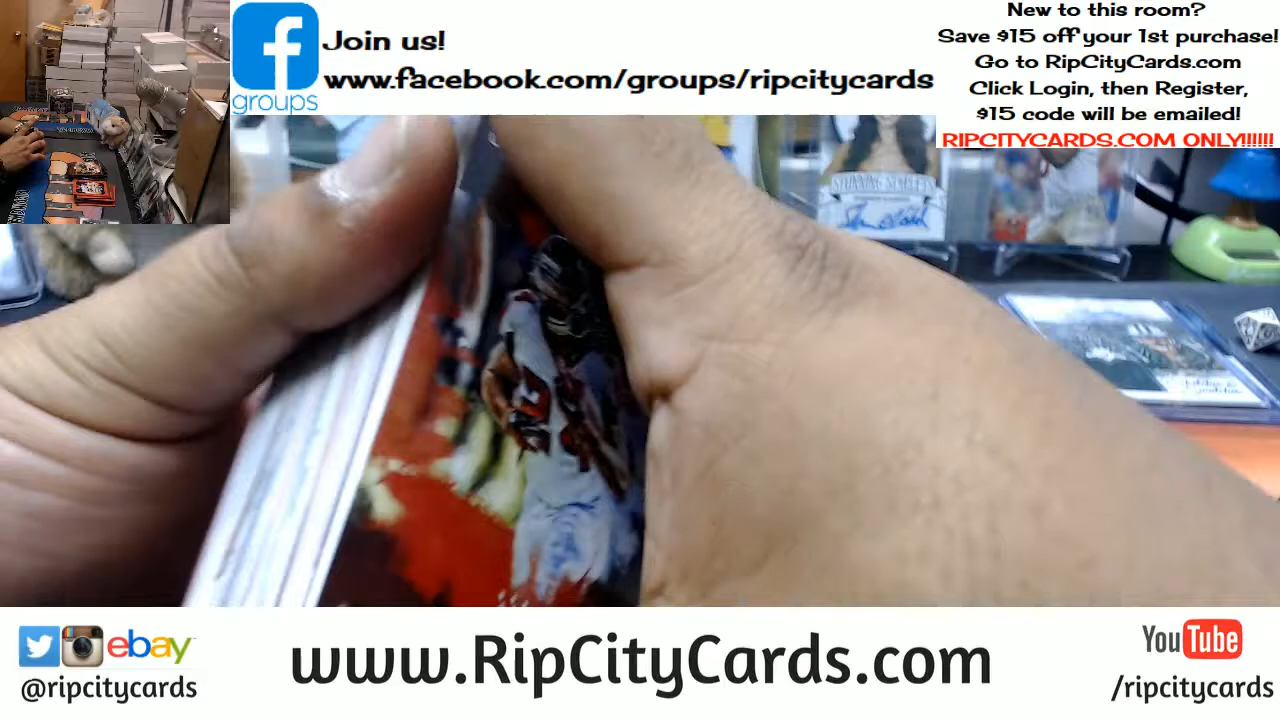 Join us!
www.facebook.com/groups/ripcitycards
groups
New to this room?
Save $15 off your 1st purchase!
Go to RipCityCards.com
Click Login, then Register,
$15 code will be emailed!
RIPCITYCARDS.COM ONLY!!!!!!
ebay
@ripcitycards
www.RipCityCards.com
YouTube
/ripcitycards